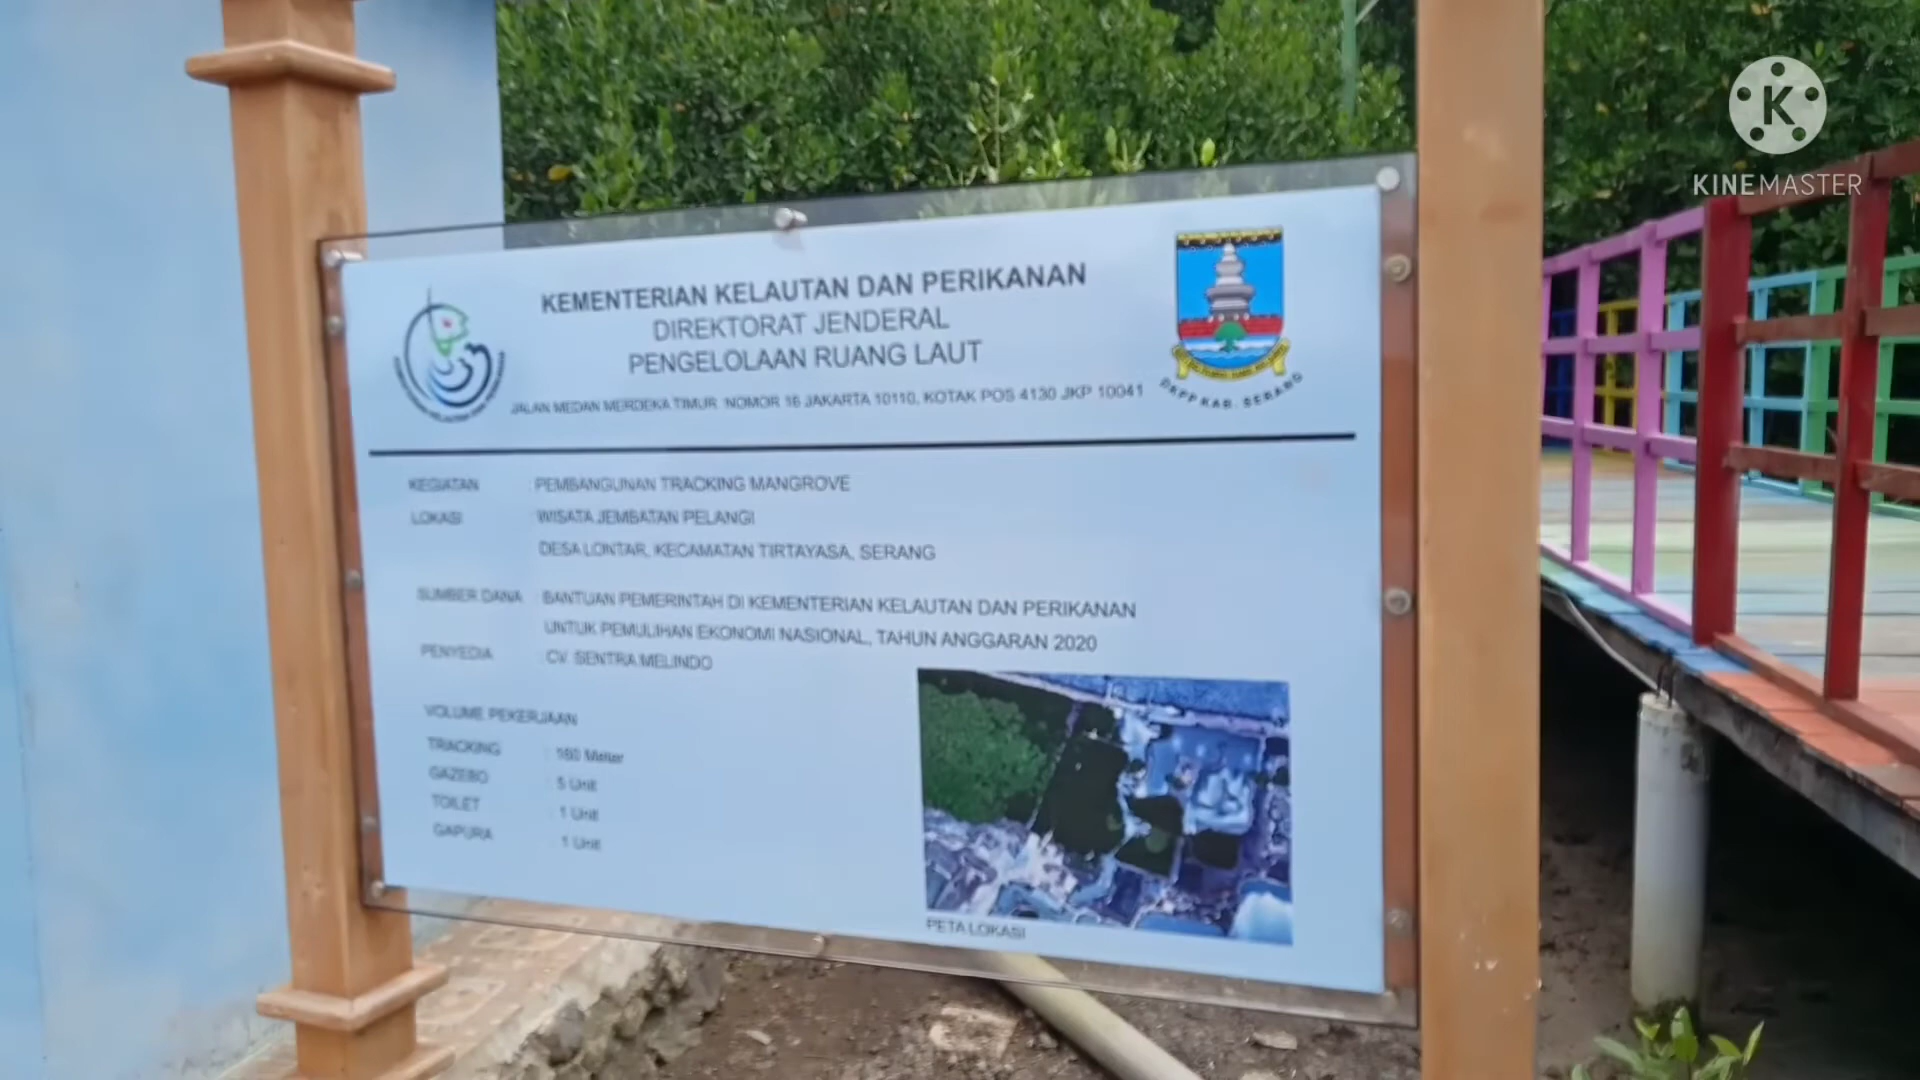 KINEMASTER
KEMENTERIAN KELAUTAN DAN PERIKANAN
DIREKTORAT JENDERAL
PENGELOLAAN RUANG LAUT
JALAN MEDAN MERDEKA TIMUR NOMOR 16 JAKARTA 10110, KOTAK POS 4130 JKP 10041
DKPP KAB. SERANG
KEGIATAN : PEMBANGUNAN TRACKING MANGROVE
LOKASI : WISATA JEMBATAN PELANGI
DESA LONTAR, KECAMATAN TIRTAYASA, SERANG
SUMBER DANA : BANTUAN PEMERINTAH DI KEMENTERIAN KELAUTAN DAN PERIKANAN
UNTUK PEMULIHAN EKONOMI NASIONAL, TAHUN ANGGARAN 2020
PENYEDIA : CV. SENTRA MELINDO
VOLUME PEKERJAAN
TRACKING : 160 Meter
GAZEBO : 5 Unit
TOILET : 1 Unit
GAPURA : 1 Unit
PETA LOKASI